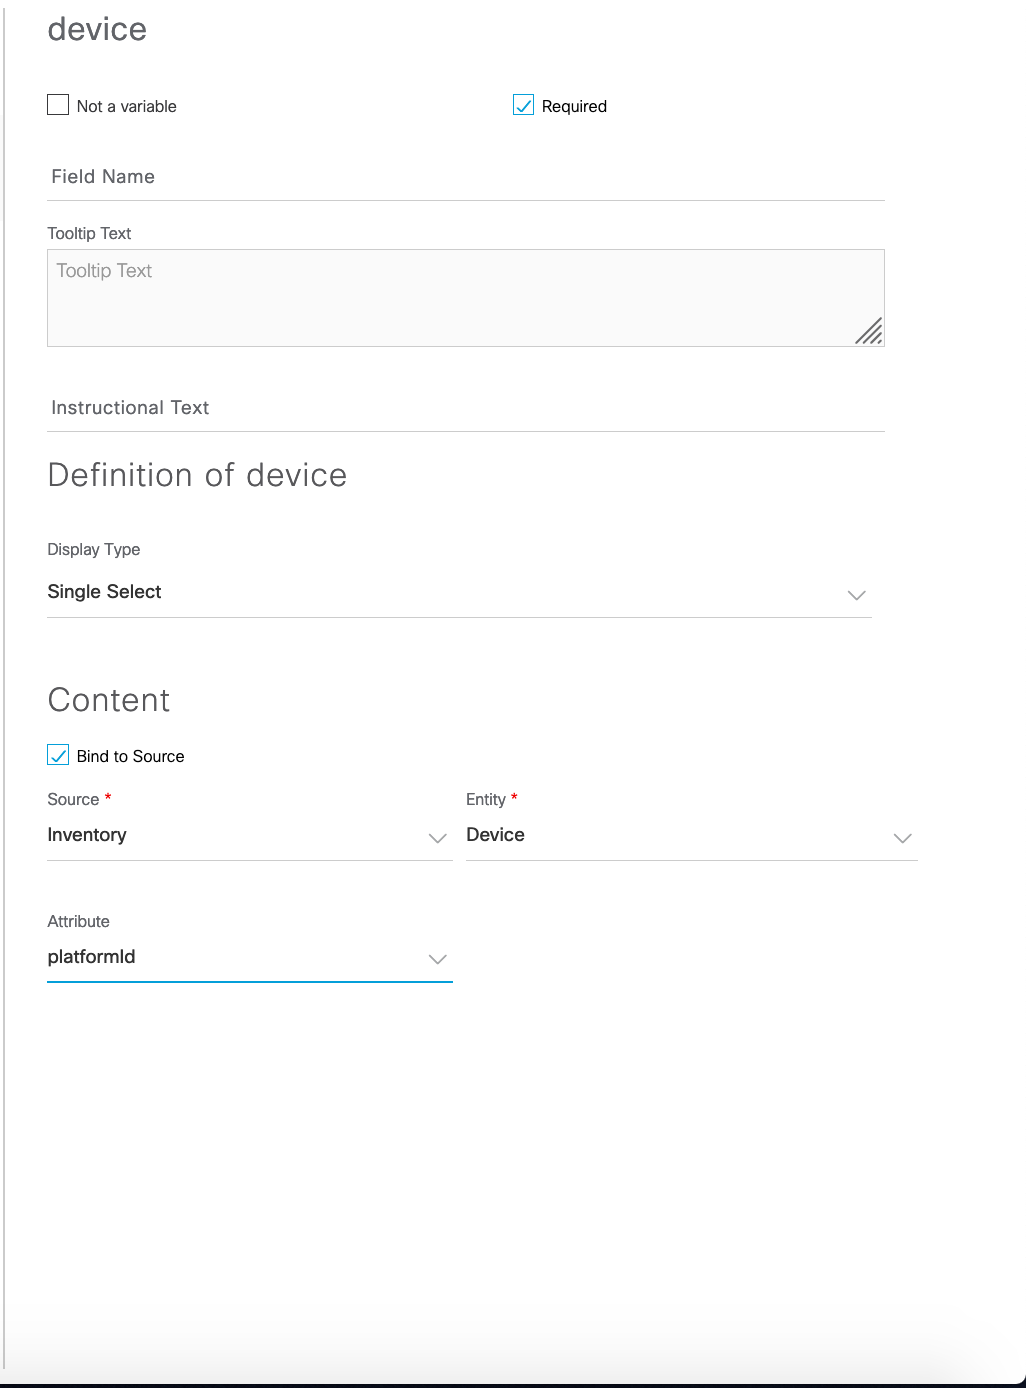 device
Not a variable
Required
Field Name
Tooltip Text
Tooltip Text
Instructional Text
Definition of device
Display Type
Single Select
Content
Bind to Source
Source *
Entity *
Inventory
Device
Attribute
platformId